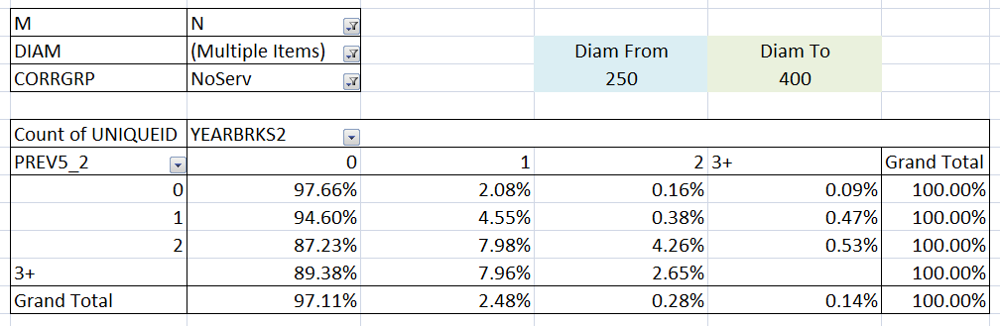 M N
DIAM (Multiple Items) Diam From Diam To
CORRGRP NoServ 250 400
Count of UNIQUEID YEARBRKS2
PREV5_2 0 1 2 3+ Grand Total
0 97.66% 2.08% 0.16% 0.09% 100.00%
1 94.60% 4.55% 0.38% 0.47% 100.00%
2 87.23% 7.98% 4.26% 0.53% 100.00%
3+ 89.38% 7.96% 2.65% 100.00%
Grand Total 97.11% 2.48% 0.28% 0.14% 100.00%